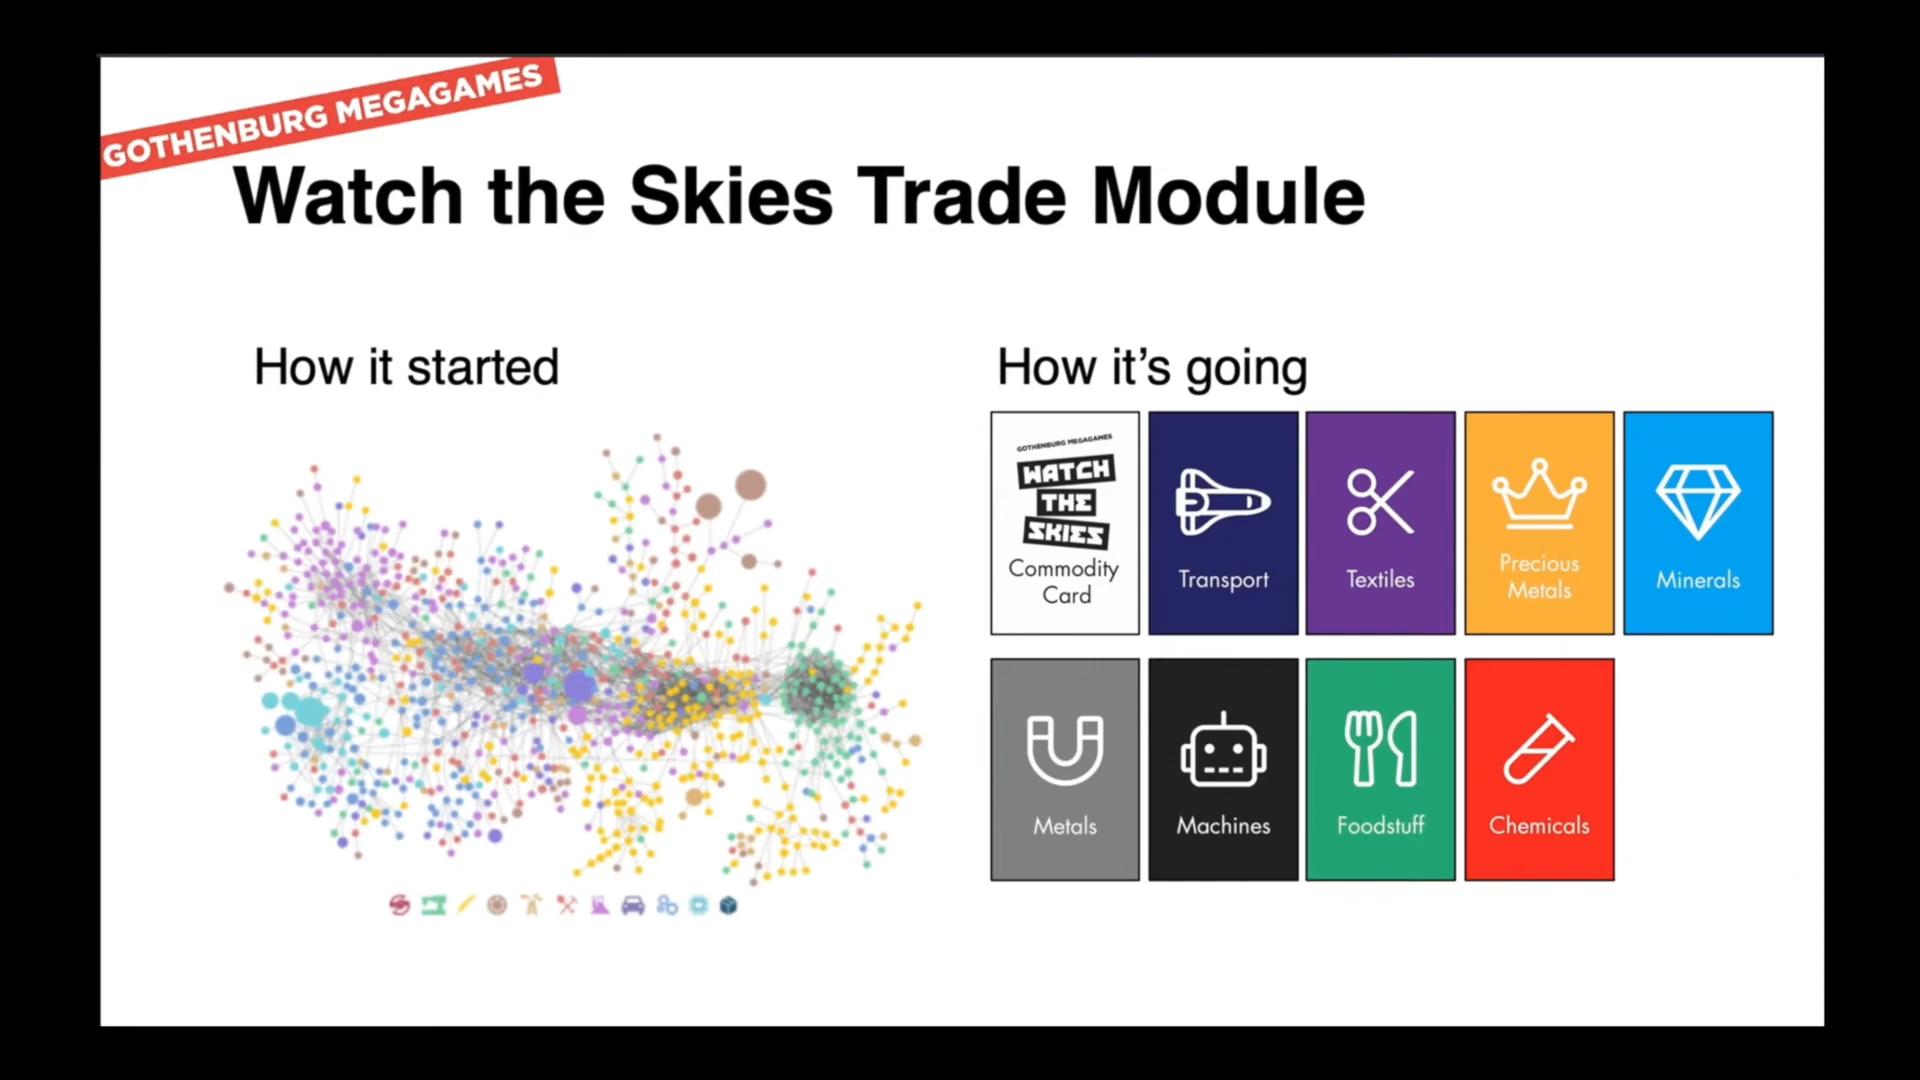 GOTHENBURG MEGAGAMES
Watch the Skies Trade Module
How it started
How it's going
GOTHENBURG MEGAGAMES
WATCH
THE
SKIES
Commodity
Card
Transport
Textiles
Precious
Metals
Minerals
Metals
Machines
Foodstuff
Chemicals